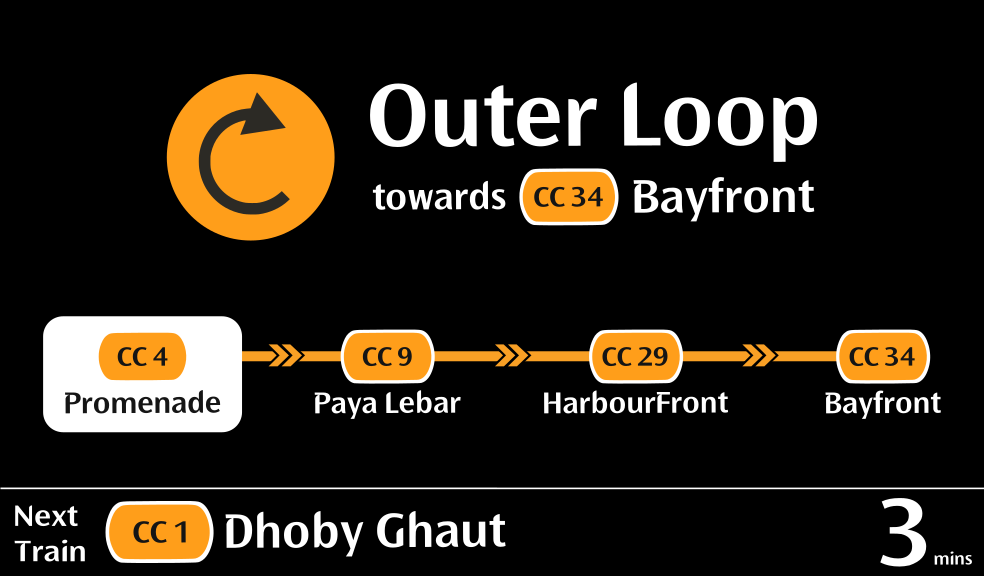 Outer Loop
towards CC 34 Bayfront
CC 4 CC 9 CC 29 CC 34
Promenade Paya Lebar HarbourFront Bayfront
Next Train CC 1 Dhoby Ghaut 3 mins